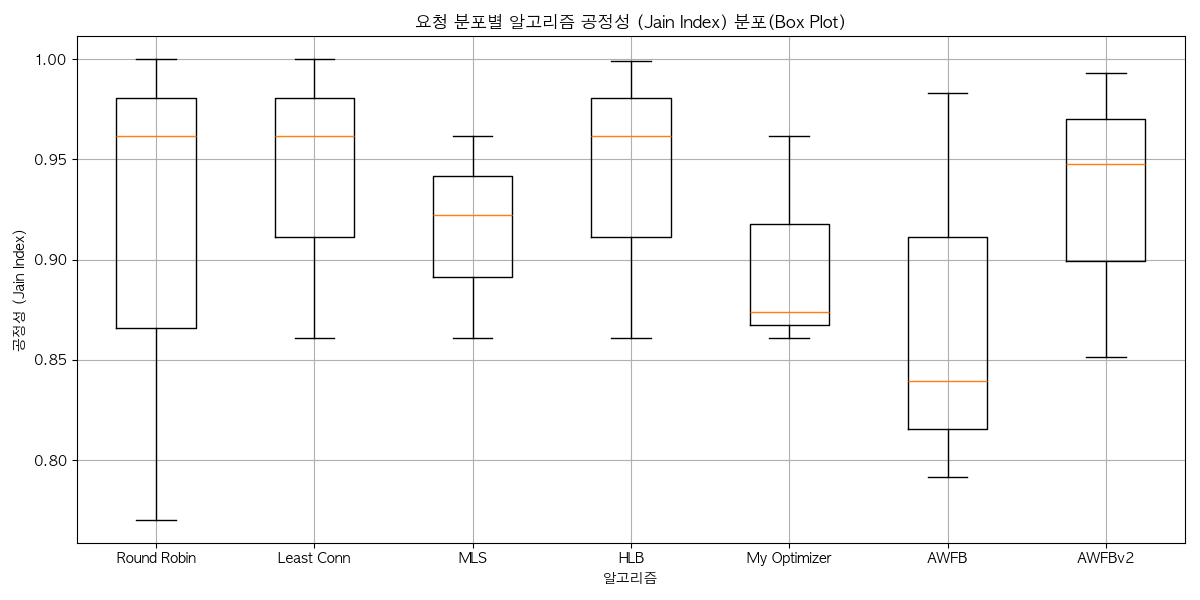 요청 분포별 알고리즘 공정성 (Jain Index) 분포(Box Plot)
공정성 (Jain Index)
1.00
0.95
0.90
0.85
0.80
Round Robin Least Conn MLS HLB My Optimizer AWFB AWFBv2
알고리즘